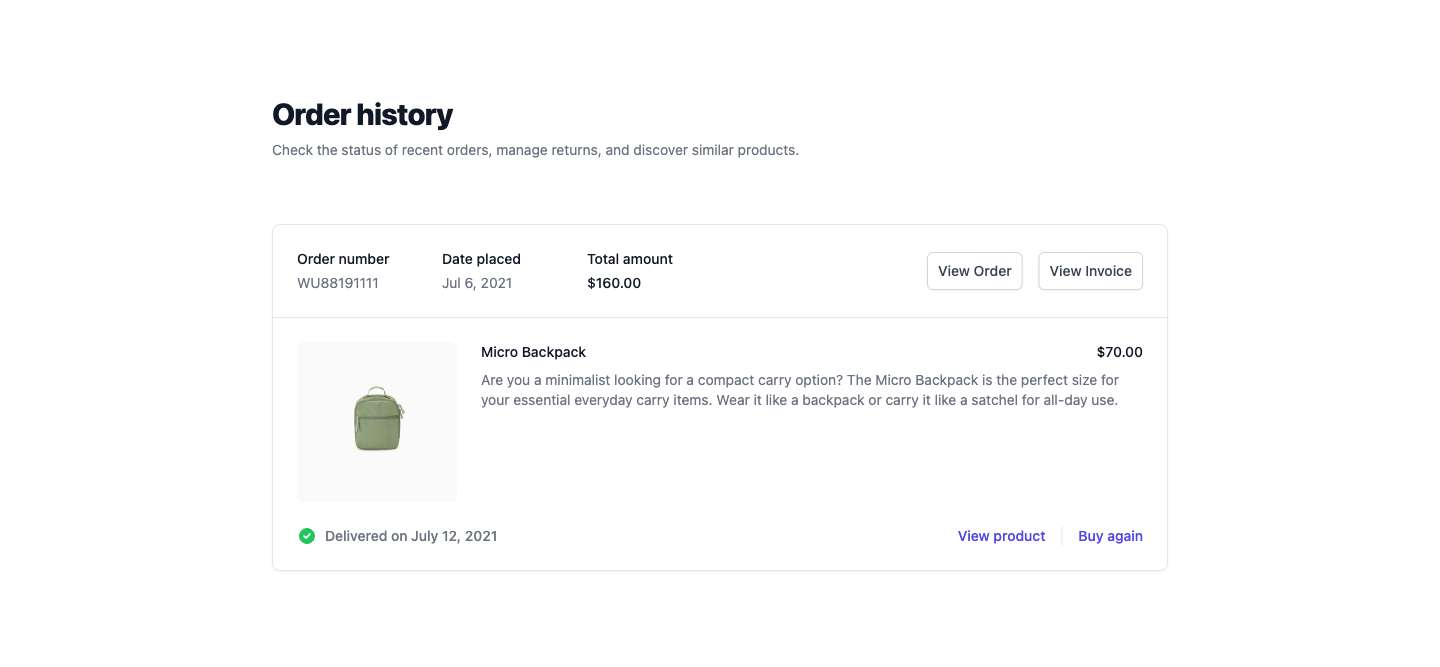 Order history
Check the status of recent orders, manage returns, and discover similar products.
Order number
WU88191111
Date placed
Jul 6, 2021
Total amount
$160.00
View Order
View Invoice
Micro Backpack
$70.00
Are you a minimalist looking for a compact carry option? The Micro Backpack is the perfect size for
your essential everyday carry items. Wear it like a backpack or carry it like a satchel for all-day use.
Delivered on July 12, 2021
View product
Buy again